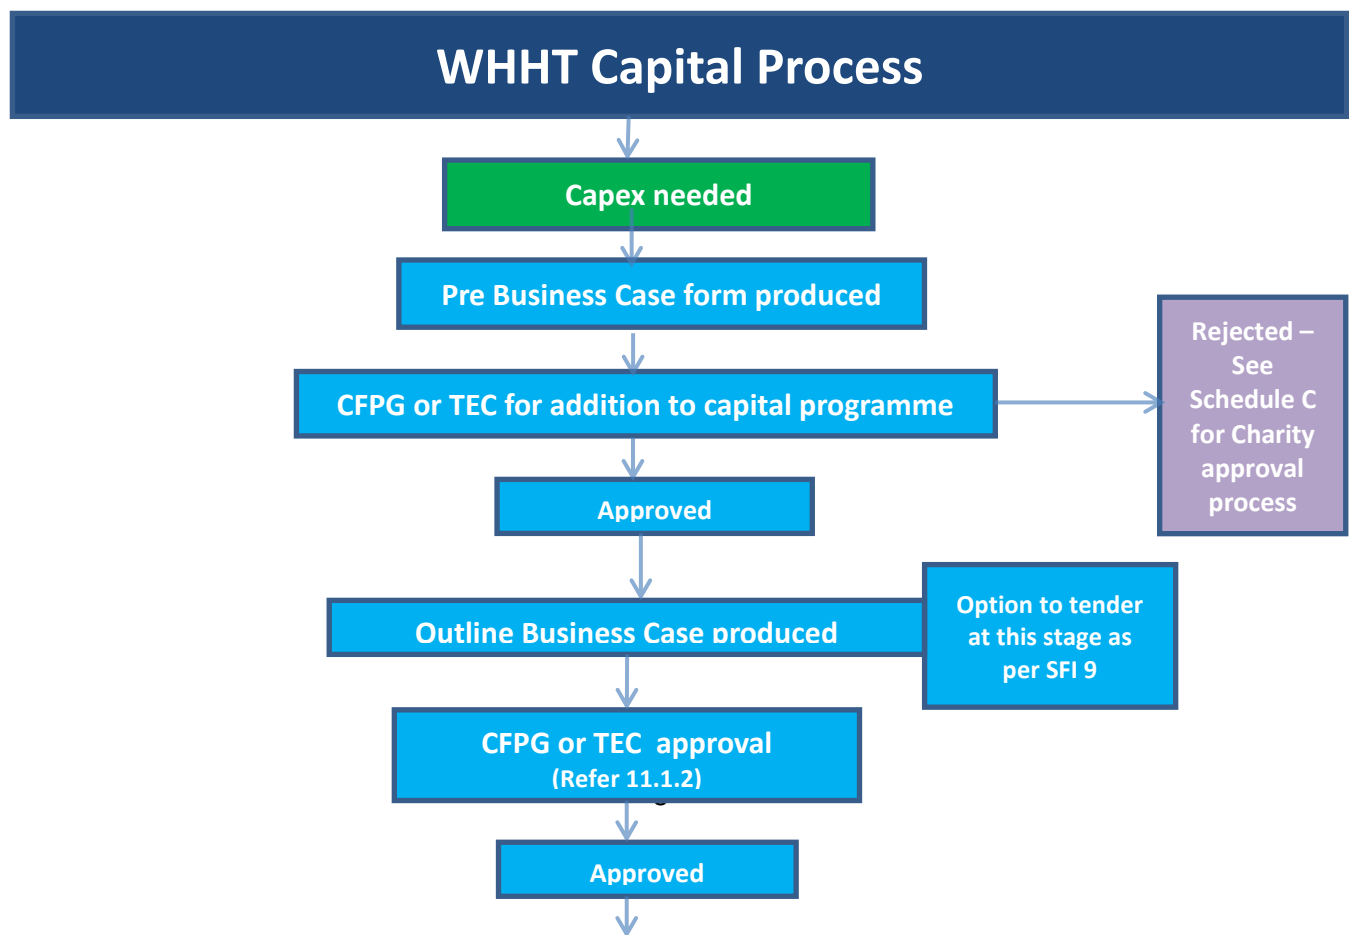 WHHT Capital Process
Capex needed
Pre Business Case form produced
CFPG or TEC for addition to capital programme
Rejected –
See
Schedule C
for Charity
approval
process
Approved
Outline Business Case produced
Option to tender
at this stage as
per SFI 9
CFPG or TEC approval
(Refer 11.1.2)
Approved